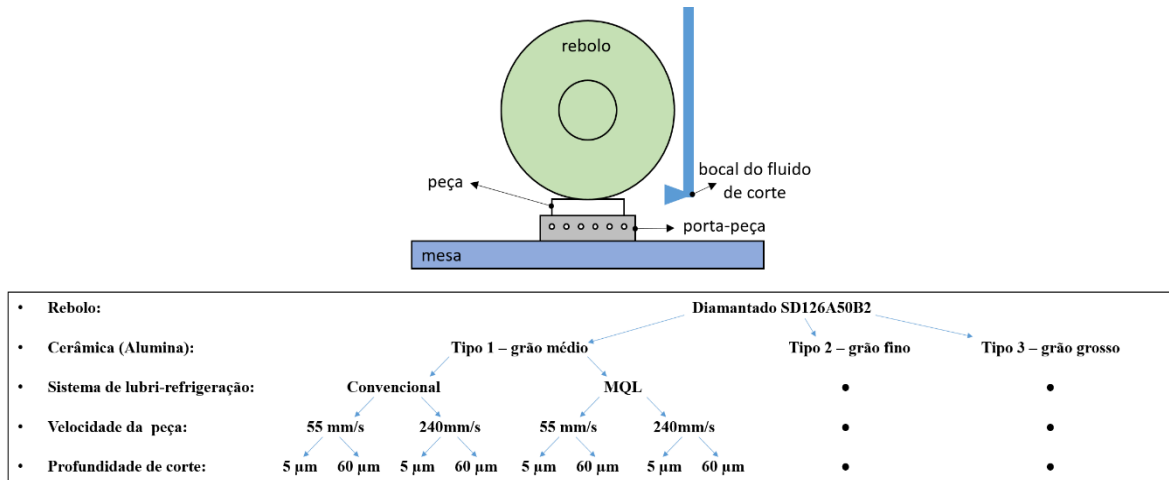 rebolo
peça
bocal do fluido
de corte
porta-peça
mesa
• Rebolo: Diamantado SD126A50B2
• Cerâmica (Alumina): Tipo 1 – grão médio Tipo 2 – grão fino Tipo 3 – grão grosso
• Sistema de lubri-refrigeração: Convencional MQL • •
• Velocidade da peça: 55 mm/s 240mm/s 55 mm/s 240mm/s • •
• Profundidade de corte: 5 µm 60 µm 5 µm 60 µm 5 µm 60 µm 5 µm 60 µm • •